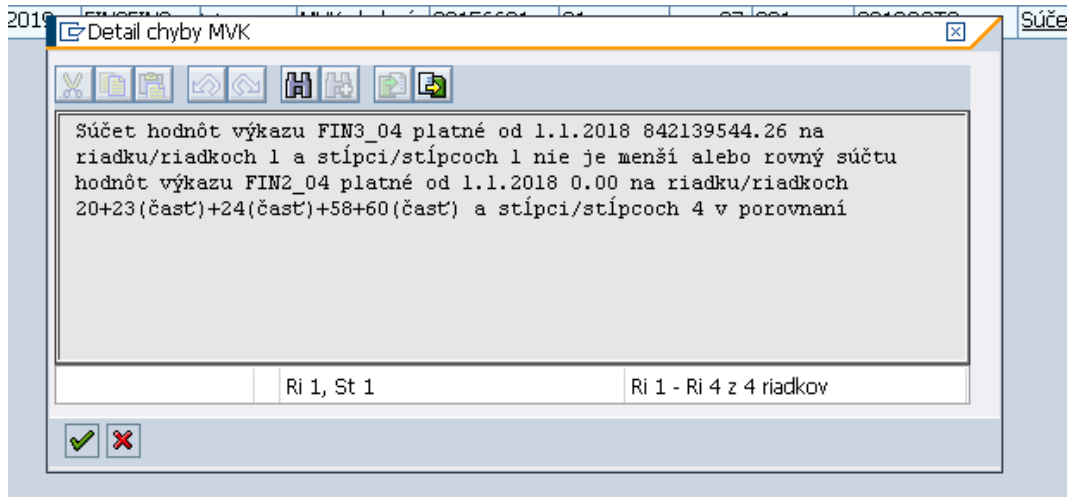 2019
Súče
Detail chyby MVK
Súčet hodnôt výkazu FIN3_04 platné od 1.1.2018 842139544.26 na
riadku/riadkoch 1 a stĺpci/stĺpcoch 1 nie je menší alebo rovný súčtu
hodnôt výkazu FIN2_04 platné od 1.1.2018 0.00 na riadku/riadkoch
20+23(časť)+24(časť)+58+60(časť) a stĺpci/stĺpcoch 4 v porovnaní
Ri 1, St 1
Ri 1 - Ri 4 z 4 riadkov